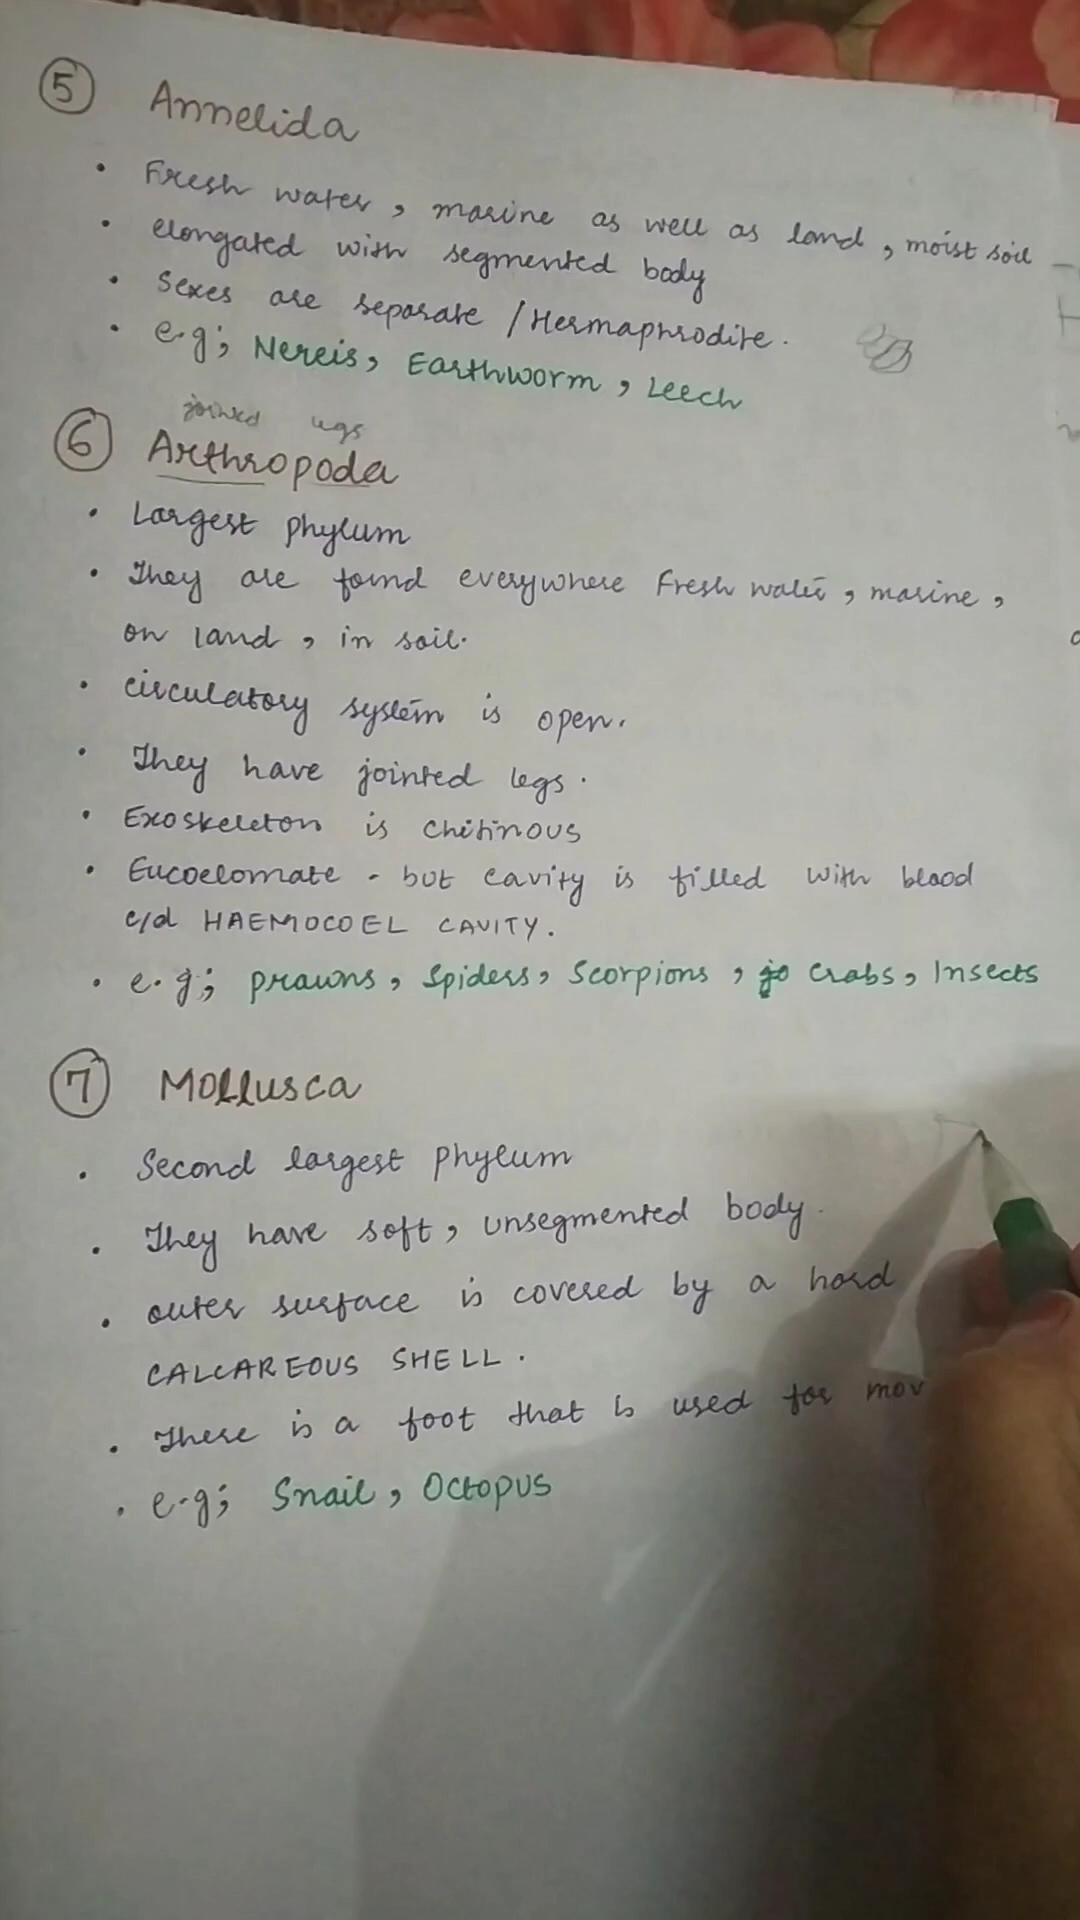 5 Annelida
• Fresh water, marine as well as land, moist soil
• elongated with segmented body
• Sexes are separate / Hermaphrodite.
• e.g; Nereis, Earthworm, Leech
jointed legs
6 Arthropoda
• Largest phylum
• They are found everywhere Fresh water, marine,
on land, in soil.
• circulatory system is open.
• They have jointed legs.
• Exoskeleton is chitinous
• Eucoelomate - but cavity is filled with blood
c/d HAEMOCOEL CAVITY.
• e.g; prawns, Spiders, Scorpions, Crabs, Insects
7 Mollusca
• Second largest phylum
• They have soft, unsegmented body.
• outer surface is covered by a hard
CALCAREOUS SHELL.
• There is a foot that is used for mov
• e.g; Snail, Octopus